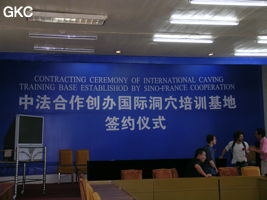 GKC
CONTRACTING CEREMONY OF INTERNATIONAL CAVING
TRAINING BASE ESTABLISHED BY SINO-FRANCE COOPERATION
中法合作创办国际洞穴培训基地
签约仪式